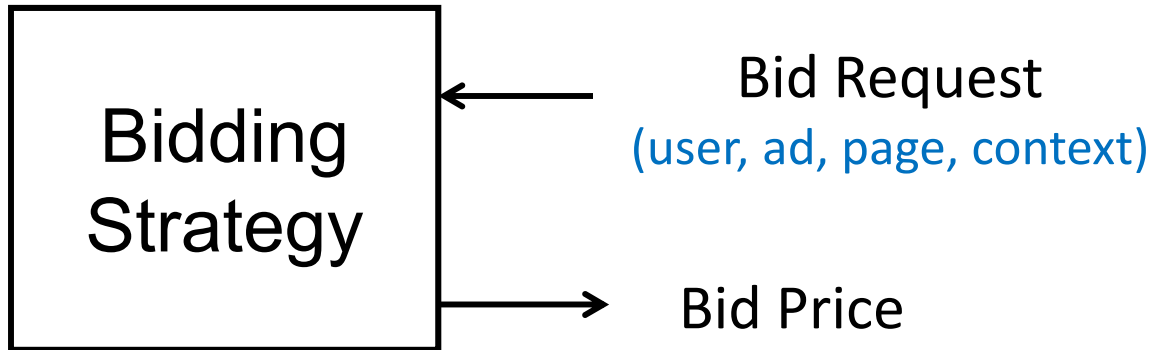 Bidding
Strategy
Bid Request
(user, ad, page, context)
Bid Price